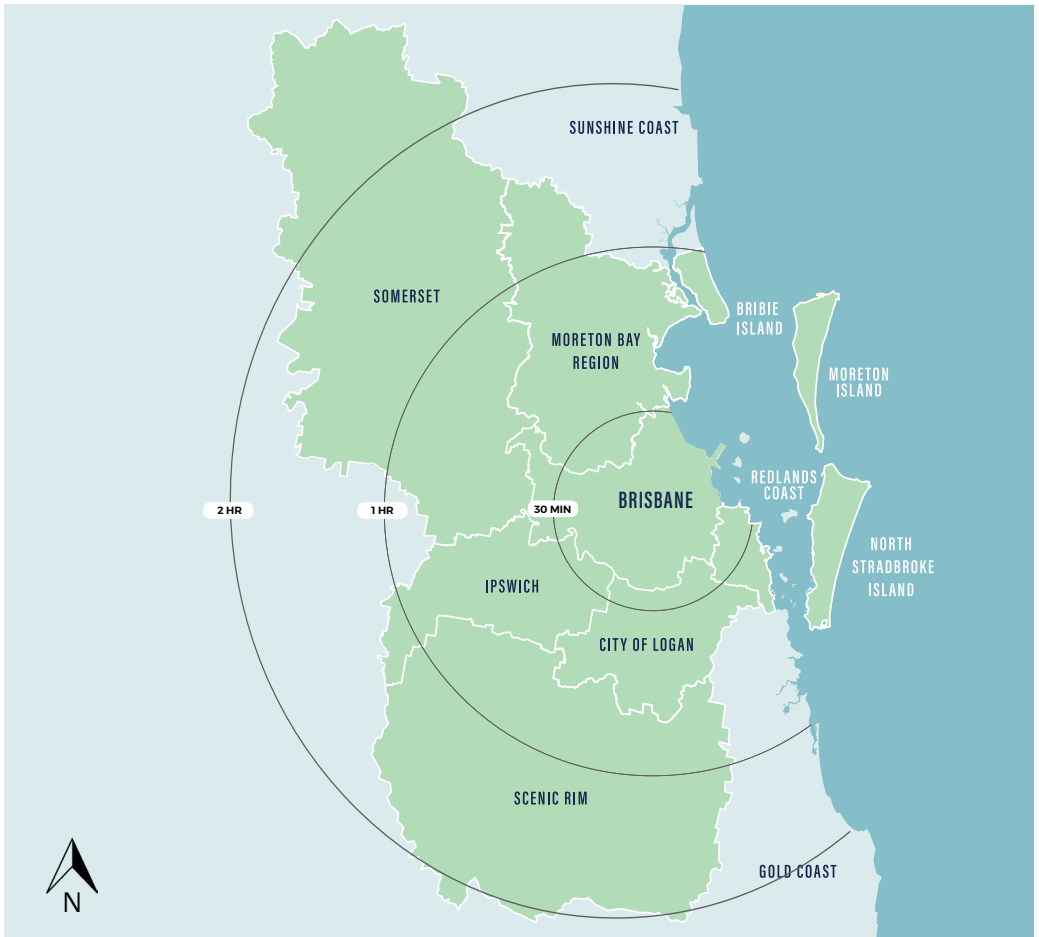 SUNSHINE COAST
SOMERSET
BRIBIE
ISLAND
MORETON BAY
REGION
MORETON
ISLAND
REDLANDS
COAST
BRISBANE
2 HR
1 HR
30 MIN
NORTH
STRADBROKE
ISLAND
IPSWICH
CITY OF LOGAN
SCENIC RIM
GOLD COAST
N